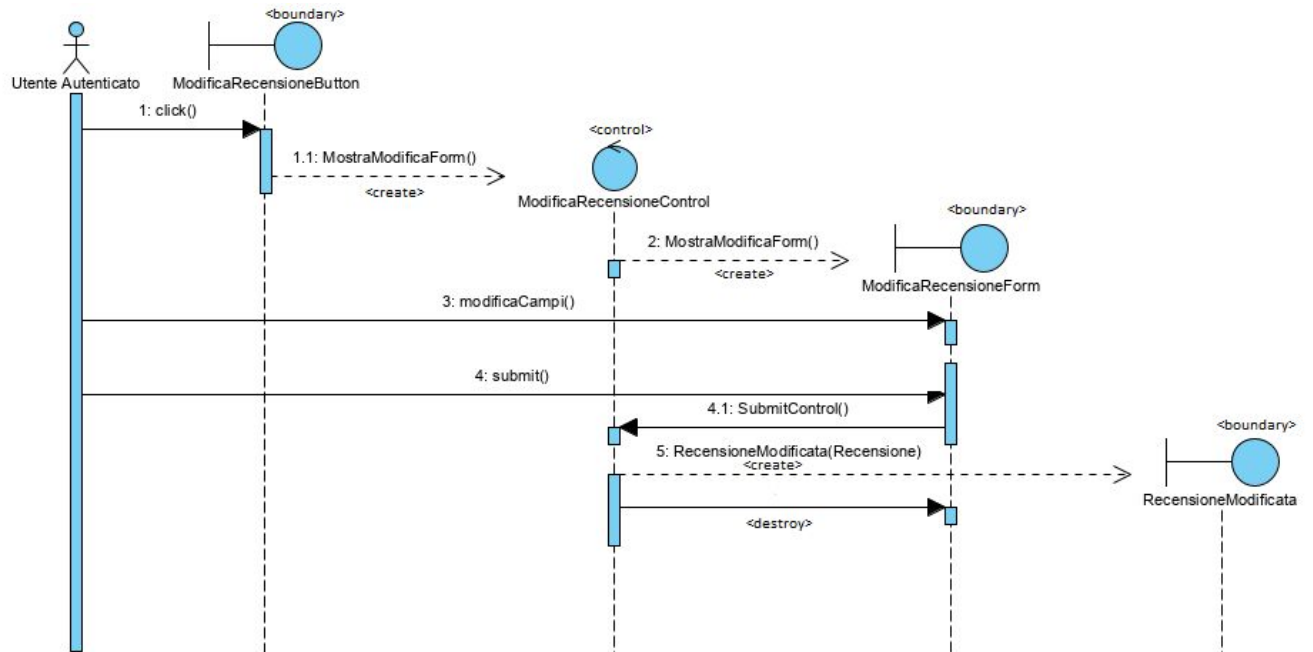 <boundary>
Utente Autenticato
ModificaRecensioneButton
1: click()
<control>
1.1: MostraModificaForm()
<create>
ModificaRecensioneControl
<boundary>
2: MostraModificaForm()
<create>
ModificaRecensioneForm
3: modificaCampi()
4: submit()
4.1: SubmitControl()
<boundary>
5: RecensioneModificata(Recensione)
<create>
RecensioneModificata
<destroy>